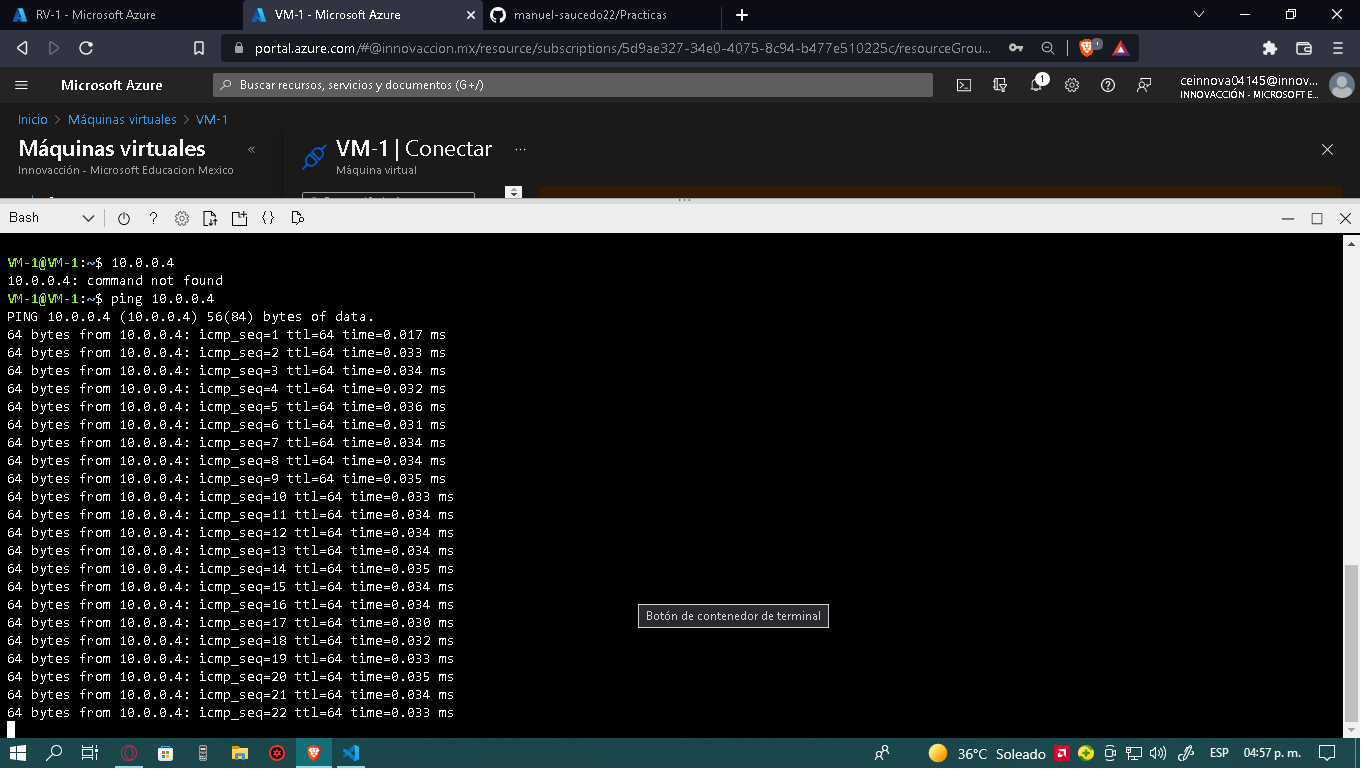 RV-1 - Microsoft Azure
VM-1 - Microsoft Azure
manuel-saucedo22/Practicas
portal.azure.com/#@innovaccion.mx/resource/subscriptions/5d9ae327-34e0-4075-8c94-b477e510225c/resourceGrou...
1
Microsoft Azure
Buscar recursos, servicios y documentos (G+/)
1
ceinnova04145@innov...
INNOVACCIÓN - MICROSOFT E...
Inicio > Máquinas virtuales > VM-1
Máquinas virtuales
«
Innovacción - Microsoft Educacion Mexico
VM-1 | Conectar
...
Máquina virtual
Bash
VM-1@VM-1:~$ 10.0.0.4
10.0.0.4: command not found
VM-1@VM-1:~$ ping 10.0.0.4
PING 10.0.0.4 (10.0.0.4) 56(84) bytes of data.
64 bytes from 10.0.0.4: icmp_seq=1 ttl=64 time=0.017 ms
64 bytes from 10.0.0.4: icmp_seq=2 ttl=64 time=0.033 ms
64 bytes from 10.0.0.4: icmp_seq=3 ttl=64 time=0.034 ms
64 bytes from 10.0.0.4: icmp_seq=4 ttl=64 time=0.032 ms
64 bytes from 10.0.0.4: icmp_seq=5 ttl=64 time=0.036 ms
64 bytes from 10.0.0.4: icmp_seq=6 ttl=64 time=0.031 ms
64 bytes from 10.0.0.4: icmp_seq=7 ttl=64 time=0.034 ms
64 bytes from 10.0.0.4: icmp_seq=8 ttl=64 time=0.034 ms
64 bytes from 10.0.0.4: icmp_seq=9 ttl=64 time=0.035 ms
64 bytes from 10.0.0.4: icmp_seq=10 ttl=64 time=0.033 ms
64 bytes from 10.0.0.4: icmp_seq=11 ttl=64 time=0.034 ms
64 bytes from 10.0.0.4: icmp_seq=12 ttl=64 time=0.034 ms
64 bytes from 10.0.0.4: icmp_seq=13 ttl=64 time=0.034 ms
64 bytes from 10.0.0.4: icmp_seq=14 ttl=64 time=0.035 ms
64 bytes from 10.0.0.4: icmp_seq=15 ttl=64 time=0.034 ms
64 bytes from 10.0.0.4: icmp_seq=16 ttl=64 time=0.034 ms
64 bytes from 10.0.0.4: icmp_seq=17 ttl=64 time=0.030 ms
64 bytes from 10.0.0.4: icmp_seq=18 ttl=64 time=0.032 ms
64 bytes from 10.0.0.4: icmp_seq=19 ttl=64 time=0.033 ms
64 bytes from 10.0.0.4: icmp_seq=20 ttl=64 time=0.035 ms
64 bytes from 10.0.0.4: icmp_seq=21 ttl=64 time=0.034 ms
64 bytes from 10.0.0.4: icmp_seq=22 ttl=64 time=0.033 ms
Botón de contenedor de terminal
36°C Soleado
ESP
04:57 p. m.